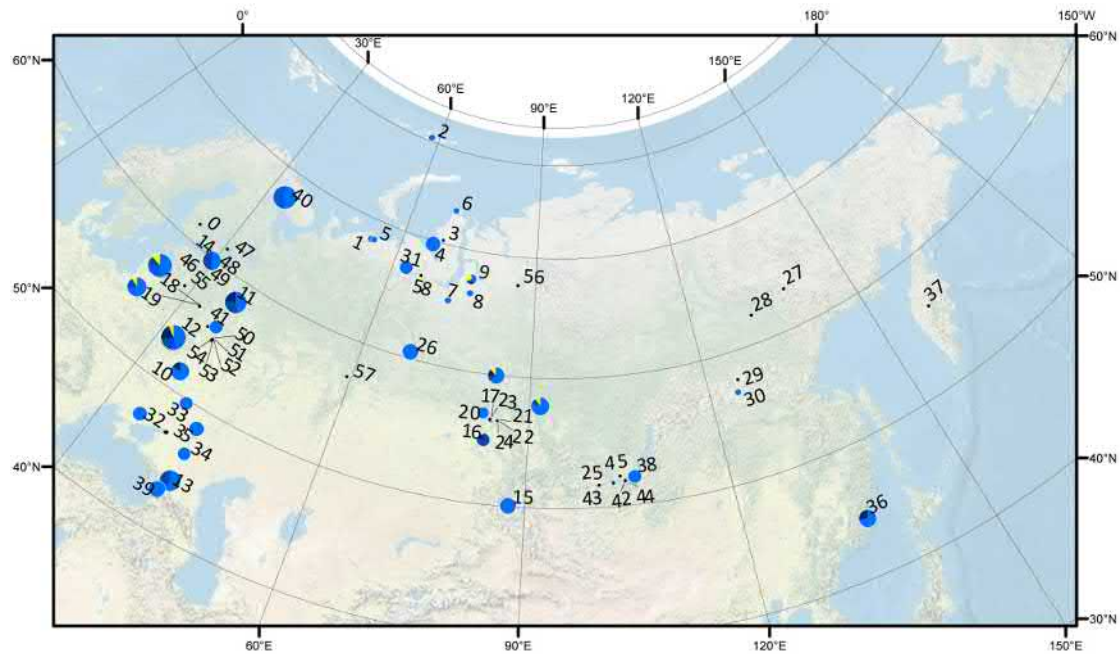 0° 180° 150°W
30°E 150°E
60°N 60°N
60°E 90°E 120°E
2
40 6
0 5 3
14 47 1 4
46 48 31 9 27
18 55 49 58 56 50°N
50°N 19 11 7 8 28 37
41
12 50
54 51 26
53 52 29
10 57 30
17 23
33 20 21
32 35 16 22
34 24
40°N 4 5 38 40°N
25
39 13 43 42 44
15 36
30°N
60°E 90°E 120°E 150°E